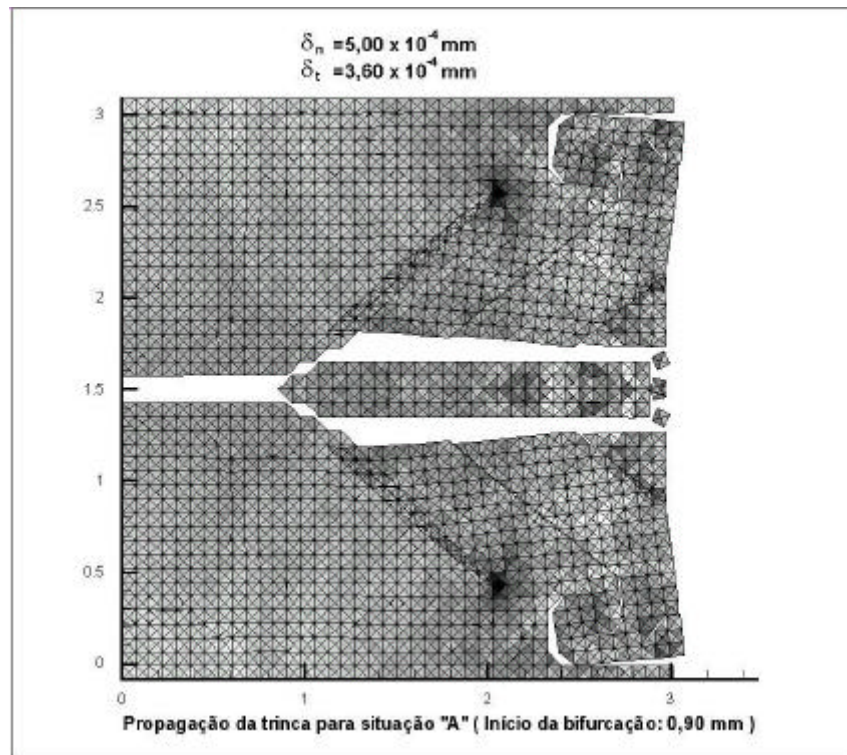 δn =5,00 x 10⁻⁴ mm
δt =3,60 x 10⁻⁴ mm
3
2.5
2
1.5
1
0.5
0
0 1 2 3
Propagação da trinca para situação "A" ( Início da bifurcação: 0,90 mm )